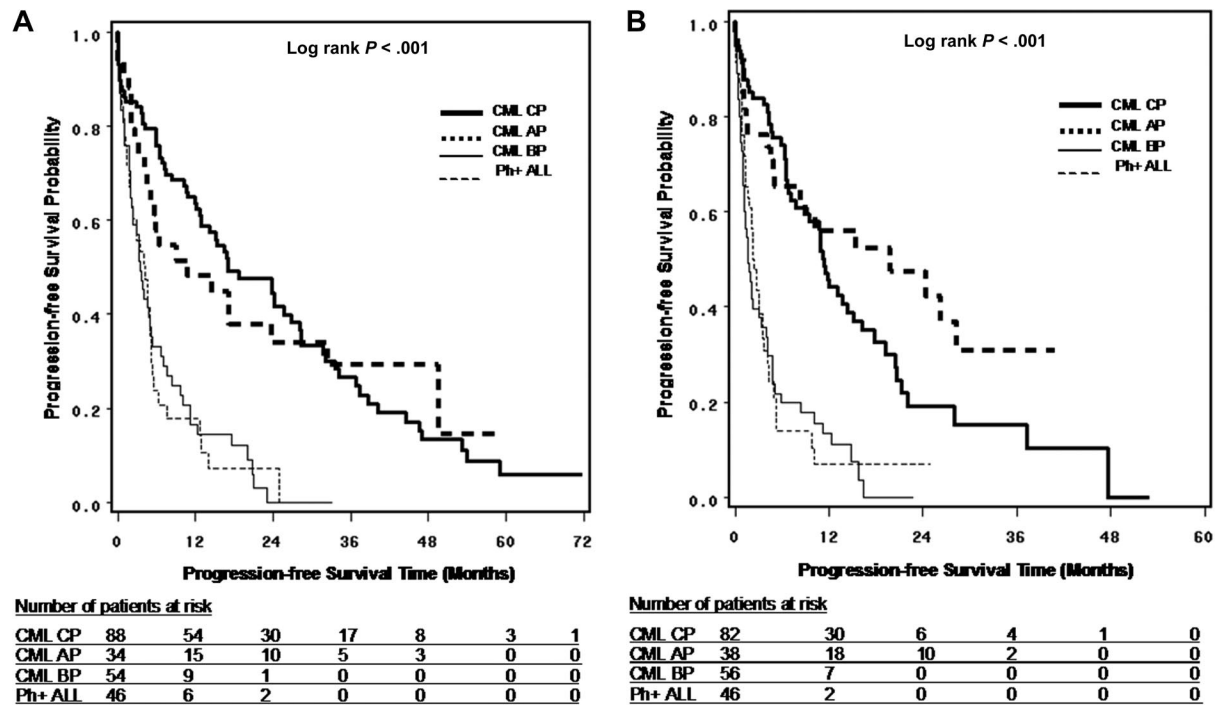 A
Log rank P < .001
CML CP
CML AP
CML BP
Ph+ ALL
Progression-free Survival Probability
1.0
0.8
0.6
0.4
0.2
0.0
0 12 24 36 48 60 72
Progression-free Survival Time (Months)
Number of patients at risk
CML CP 88 54 30 17 8 3 1
CML AP 34 15 10 5 3 0 0
CML BP 54 9 1 0 0 0 0
Ph+ ALL 46 6 2 0 0 0 0
B
Log rank P < .001
CML CP
CML AP
CML BP
Ph+ ALL
Progression-free Survival Probability
1.0
0.8
0.6
0.4
0.2
0.0
0 12 24 36 48 60
Progression-free Survival Time (Months)
Number of patients at risk
CML CP 82 30 6 4 1 0
CML AP 38 18 10 2 0 0
CML BP 56 7 0 0 0 0
Ph+ ALL 46 2 0 0 0 0